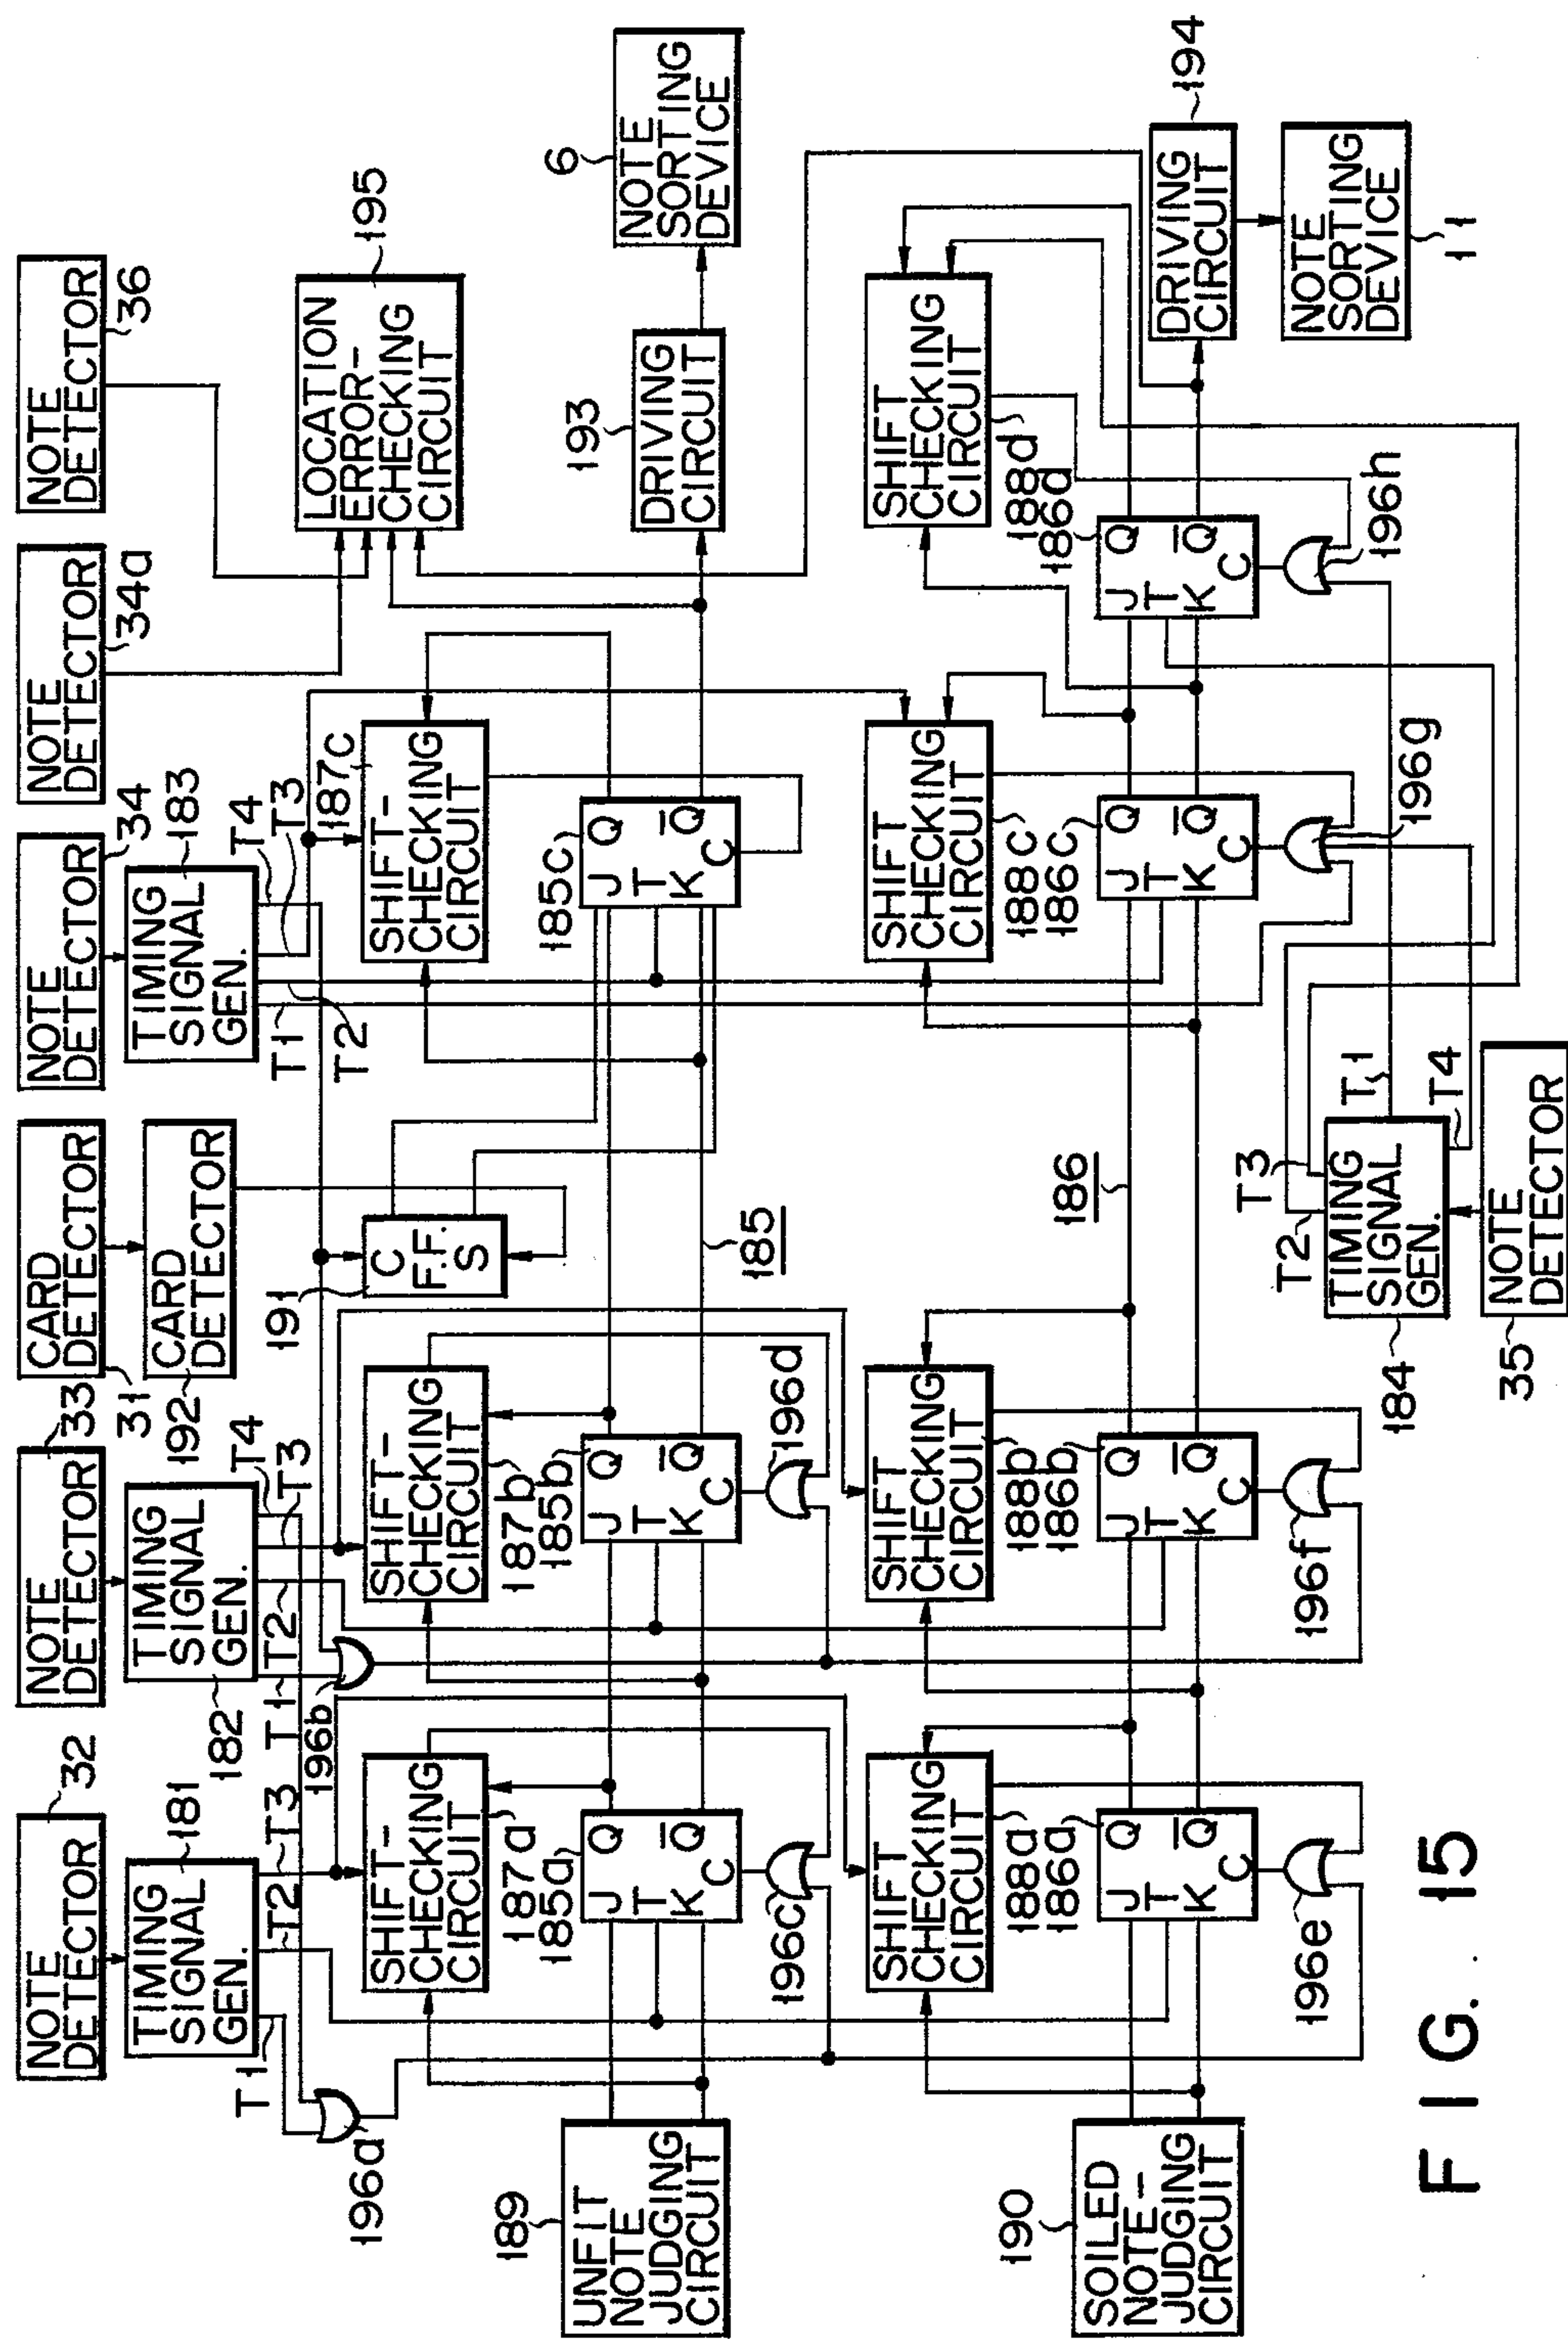 NOTE
DETECTOR
32
NOTE
DETECTOR
33
CARD
DETECTOR
31
NOTE
DETECTOR
34
NOTE
DETECTOR
34a
NOTE
DETECTOR
36
TIMING
SIGNAL
GEN.
181
T1
T2
T3
TIMING
SIGNAL
GEN.
182
T1
T2
T3
T4
CARD
DETECTOR
192
TIMING
SIGNAL
GEN.
183
T1
T2
T3
T4
LOCATION
ERROR-
CHECKING
CIRCUIT
195
196a
196b
SHIFT-
CHECKING
CIRCUIT
187a
SHIFT-
CHECKING
CIRCUIT
187b
191
C
F.F.
S
SHIFT-
CHECKING
CIRCUIT
187c
UNFIT
NOTE
JUDGING
CIRCUIT
189
185a
J Q
T
K Q
C
196c
185b
J Q
T
K Q
C
196d
185
185c
J Q
T
K Q
C
DRIVING
CIRCUIT
193
NOTE
SORTING
DEVICE
6
SHIFT
CHECKING
CIRCUIT
188a
SHIFT
CHECKING
CIRCUIT
188b
SHIFT
CHECKING
CIRCUIT
188c
SHIFT
CHECKING
CIRCUIT
188d
SOILED
NOTE-
JUDGING
CIRCUIT
190
186a
J Q
T
K Q
C
196e
186b
J Q
T
K Q
C
196f
186
186c
J Q
T
K Q
C
196g
186d
J Q
T
K Q
C
196h
DRIVING
CIRCUIT
194
NOTE
SORTING
DEVICE
11
TIMING
SIGNAL
GEN.
184
T2
T3
T1
T4
NOTE
DETECTOR
35
FIG. 15